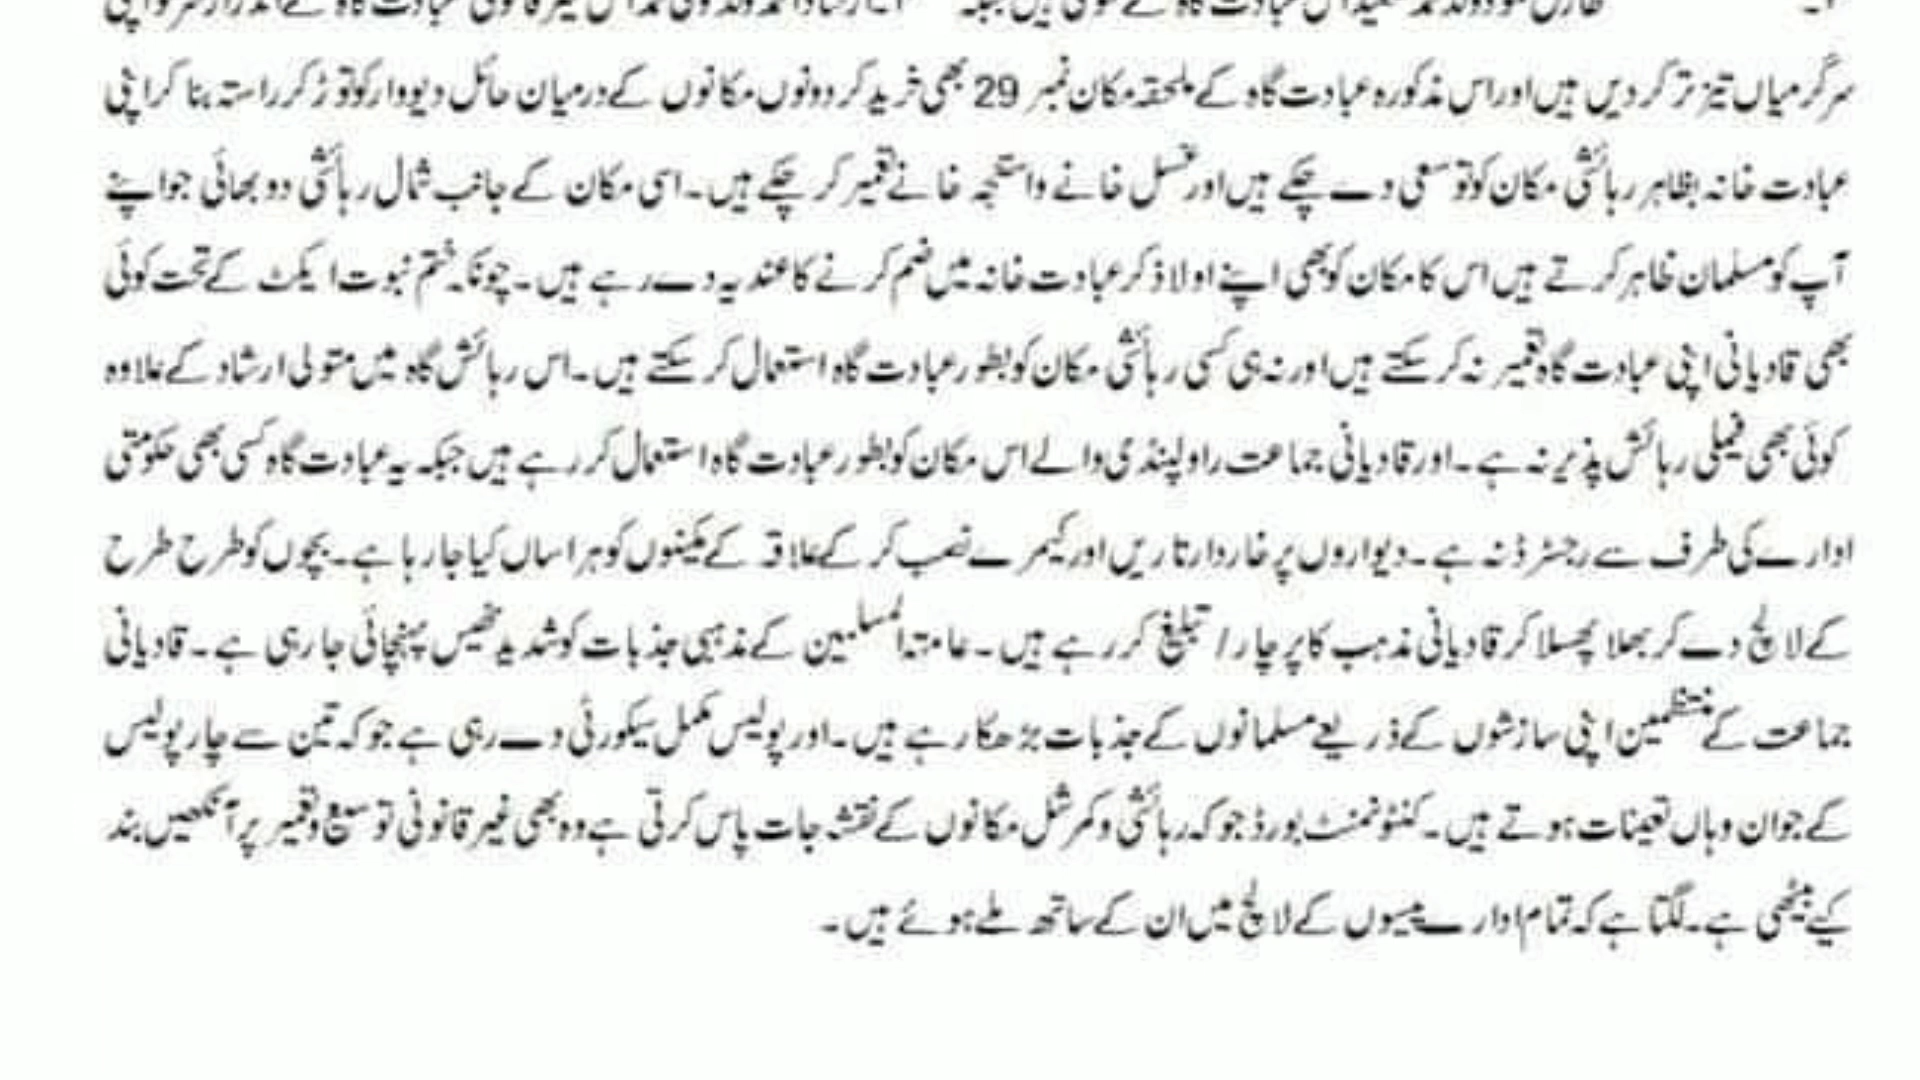 سرگرمیاں تیز تر کر دیں ہیں اور اس مذکورہ عبادت گاہ کے ملحقہ مکان نمبر 29 بھی خرید کر دونوں مکانوں کے درمیان حائل دیووار کو توڑ کر راستہ بنا کر اپنی
عبادت خانہ بظاہر رہائشی مکان کو تو سعی دے چکے ہیں اور غسل خانے واستنجہ خانے تعمیر کر چکے ہیں۔ اسی مکان کے جانب شمال رہائشی دو بھائی جو اپنے
آپ کو مسلمان ظاہر کرتے ہیں اس کا مکان کو بھی اپنے اولاذ کر عبادت خانہ میں ضم کرنے کا عندیہ دے رہے ہیں۔ چونکہ ختم نبوت ایکٹ کے تحت کوئی
بھی قادیانی اپنی عبادت گاہ تعمیر نہ کر سکتے ہیں اور نہ ہی کسی رہائشی مکان کو بطور عبادت گاہ استعمال کر سکتے ہیں۔ اس رہائش گاہ میں متولی ارشاد کے علاوہ
کوئی بھی فیملی رہائش پذیر نہ ہے۔ اور قادیانی جماعت راولپنڈی والے اس مکان کو بطور عبادت گاہ استعمال کر رہے ہیں جبکہ یہ عبادت گاہ کسی بھی حکومتی
ادارے کی طرف سے رجسٹرڈ نہ ہے۔ دیواروں پر خاردار تاریں اور کیمرے نصب کر کے علاقہ کے مکینوں کو ہراساں کیا جا رہا ہے۔ بچوں کو طرح طرح
کے لالچ دے کر بھلا پھسلا کر قادیانی مذہب کا پرچار / تبلیغ کر رہے ہیں۔ عامتہ المسلمین کے مذہبی جذبات کو شدید ٹھیس پہنچائی جا رہی ہے۔ قادیانی
جماعت کے منتظمین اپنی سازشوں کے ذریعے مسلمانوں کے جذبات بڑھکا رہے ہیں۔ اور پولیس مکمل سیکورٹی دے رہی ہے جو کہ تین سے چار پولیس
کے جوان وہاں تعینات ہوتے ہیں۔ کنٹونمنٹ بورڈ جو کہ رہائشی وکمرشل مکانوں کے نقشہ جات پاس کرتی ہے وہ بھی غیر قانونی توسیع وتعمیر پر آنکھیں بند
کیے بیٹھی ہے۔ لگتا ہے کہ تمام ادارے پیسوں کے لالچ میں ان کے ساتھ ملے ہوئے ہیں۔